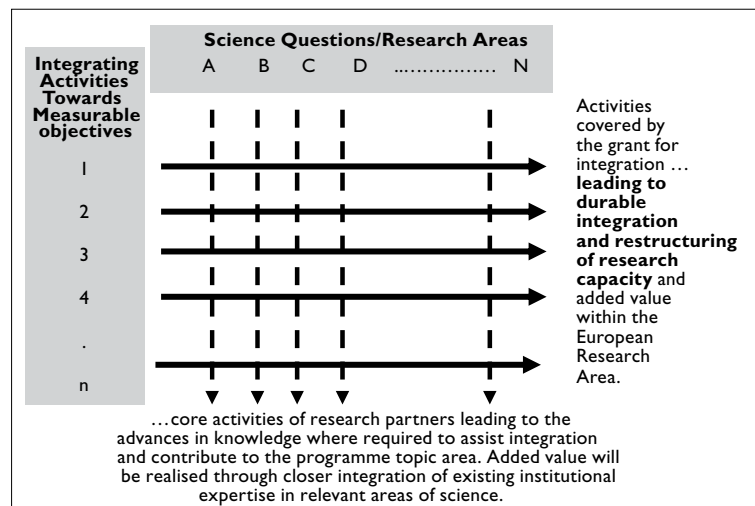 Science Questions/Research Areas
A B C D ...…………… N
Integrating
Activities
Towards
Measurable
objectives
1
2
3
4
.
n
Activities
covered by
the grant for
integration …
leading to
durable
integration
and restructuring
of research
capacity and
added value
within the
European
Research
Area.
…core activities of research partners leading to the
advances in knowledge where required to assist integration
and contribute to the programme topic area. Added value will
be realised through closer integration of existing institutional
expertise in relevant areas of science.